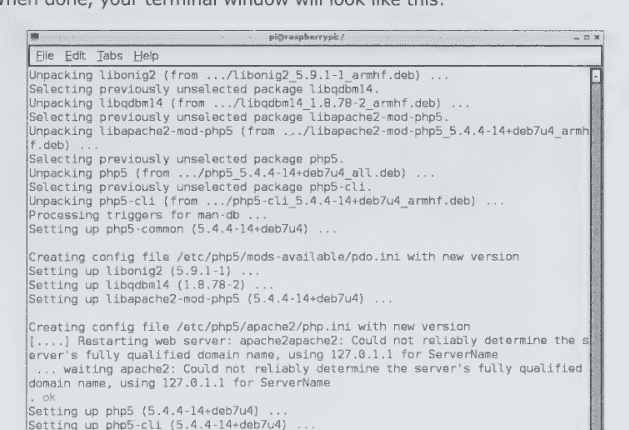 when done, your terminal window will look like this:
pi@raspberrypi: /
File Edit Tabs Help
Unpacking libonig2 (from .../libonig2_5.9.1-1_armhf.deb) ...
Selecting previously unselected package libqdbm14.
Unpacking libqdbm14 (from .../libqdbm14_1.8.78-2_armhf.deb) ...
Selecting previously unselected package libapache2-mod-php5.
Unpacking libapache2-mod-php5 (from .../libapache2-mod-php5_5.4.4-14+deb7u4_armh
f.deb) ...
Selecting previously unselected package php5.
Unpacking php5 (from .../php5_5.4.4-14+deb7u4_all.deb) ...
Selecting previously unselected package php5-cli.
Unpacking php5-cli (from .../php5-cli_5.4.4-14+deb7u4_armhf.deb) ...
Processing triggers for man-db ...
Setting up php5-common (5.4.4-14+deb7u4) ...
Creating config file /etc/php5/mods-available/pdo.ini with new version
Setting up libonig2 (5.9.1-1) ...
Setting up libqdbm14 (1.8.78-2) ...
Setting up libapache2-mod-php5 (5.4.4-14+deb7u4) ...
Creating config file /etc/php5/apache2/php.ini with new version
[....] Restarting web server: apache2apache2: Could not reliably determine the s
erver's fully qualified domain name, using 127.0.1.1 for ServerName
... waiting apache2: Could not reliably determine the server's fully qualified
domain name, using 127.0.1.1 for ServerName
. ok
Setting up php5 (5.4.4-14+deb7u4) ...
Setting up php5-cli (5.4.4-14+deb7u4) ...